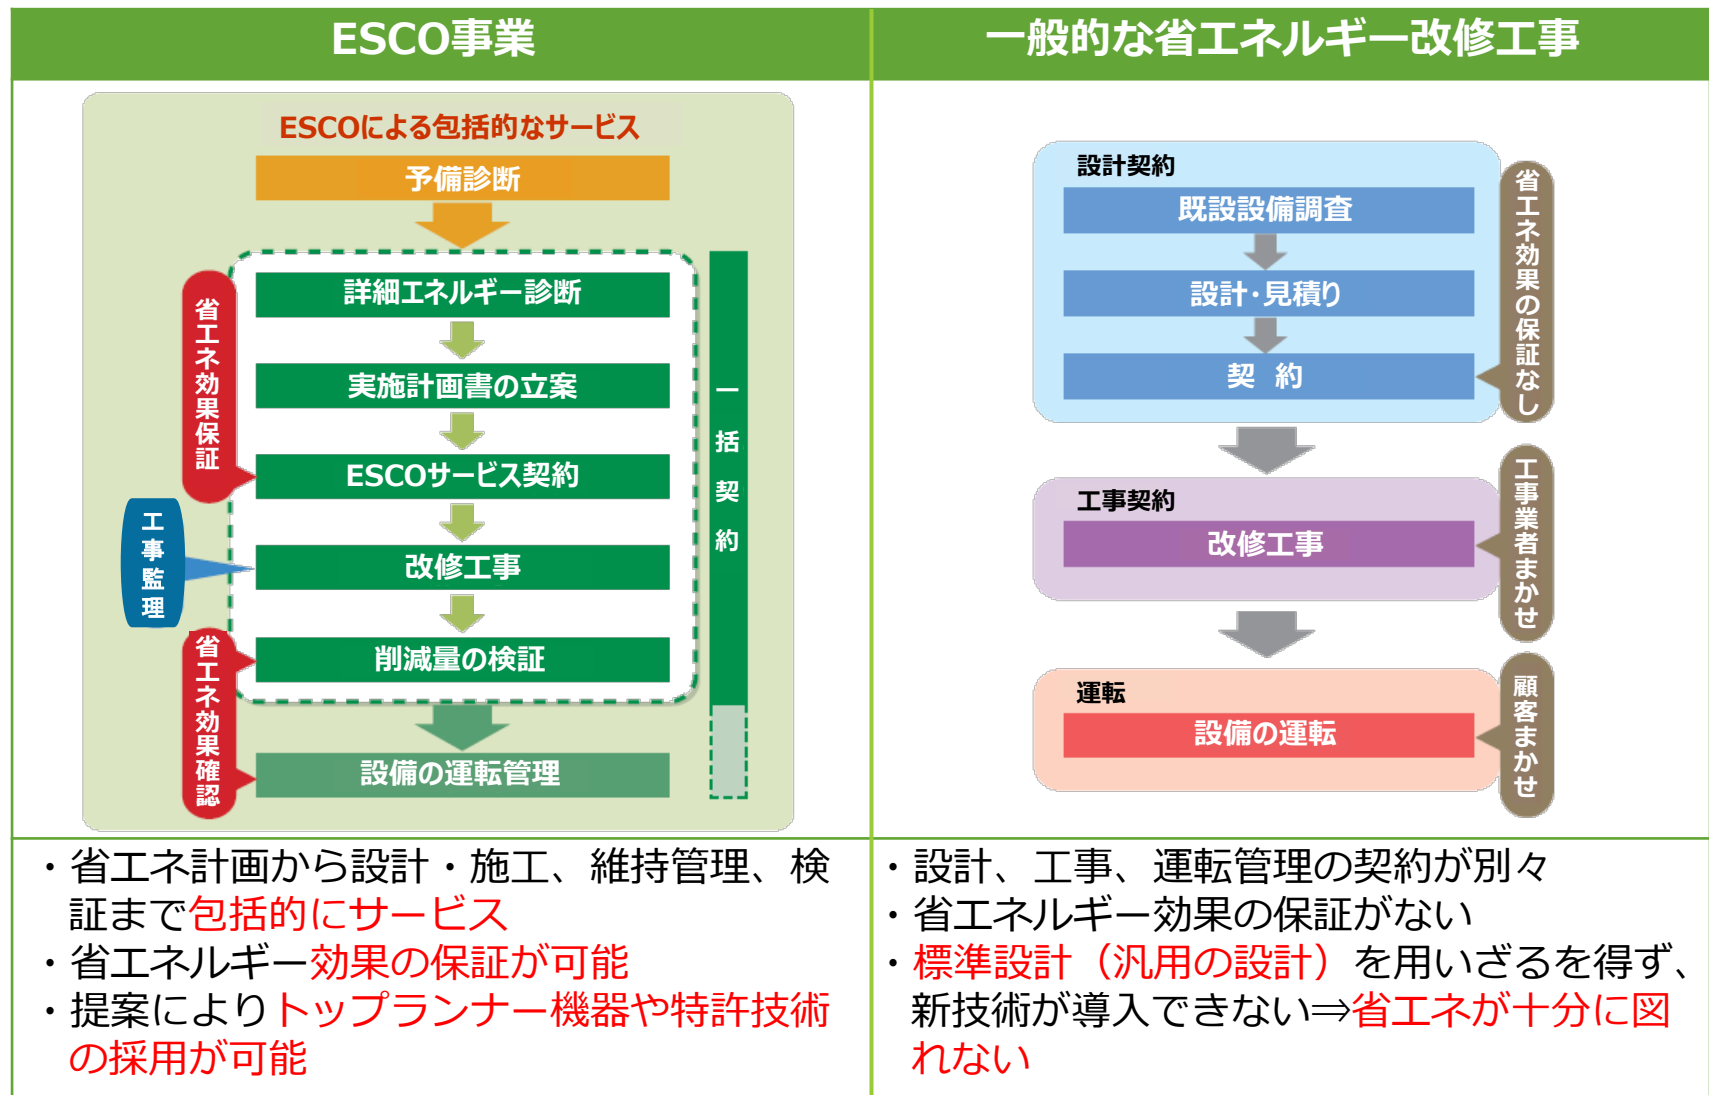 ESCO事業
ESCOによる包括的なサービス
予備診断
詳細エネルギー診断
実施計画書の立案
ESCOサービス契約
改修工事
削減量の検証
設備の運転管理
省エネ効果保証
工事監理
省エネ効果確認
一括契約
・省エネ計画から設計・施工、維持管理、検
証まで包括的にサービス
・省エネルギー効果の保証が可能
・提案によりトップランナー機器や特許技術
の採用が可能
一般的な省エネルギー改修工事
設計契約
既設設備調査
設計・見積り
契 約
省エネ効果の保証なし
工事契約
改修工事
工事業者まかせ
運転
設備の運転
顧客まかせ
・設計、工事、運転管理の契約が別々
・省エネルギー効果の保証がない
・標準設計（汎用の設計）を用いざるを得ず、
新技術が導入できない⇒省エネが十分に図
れない